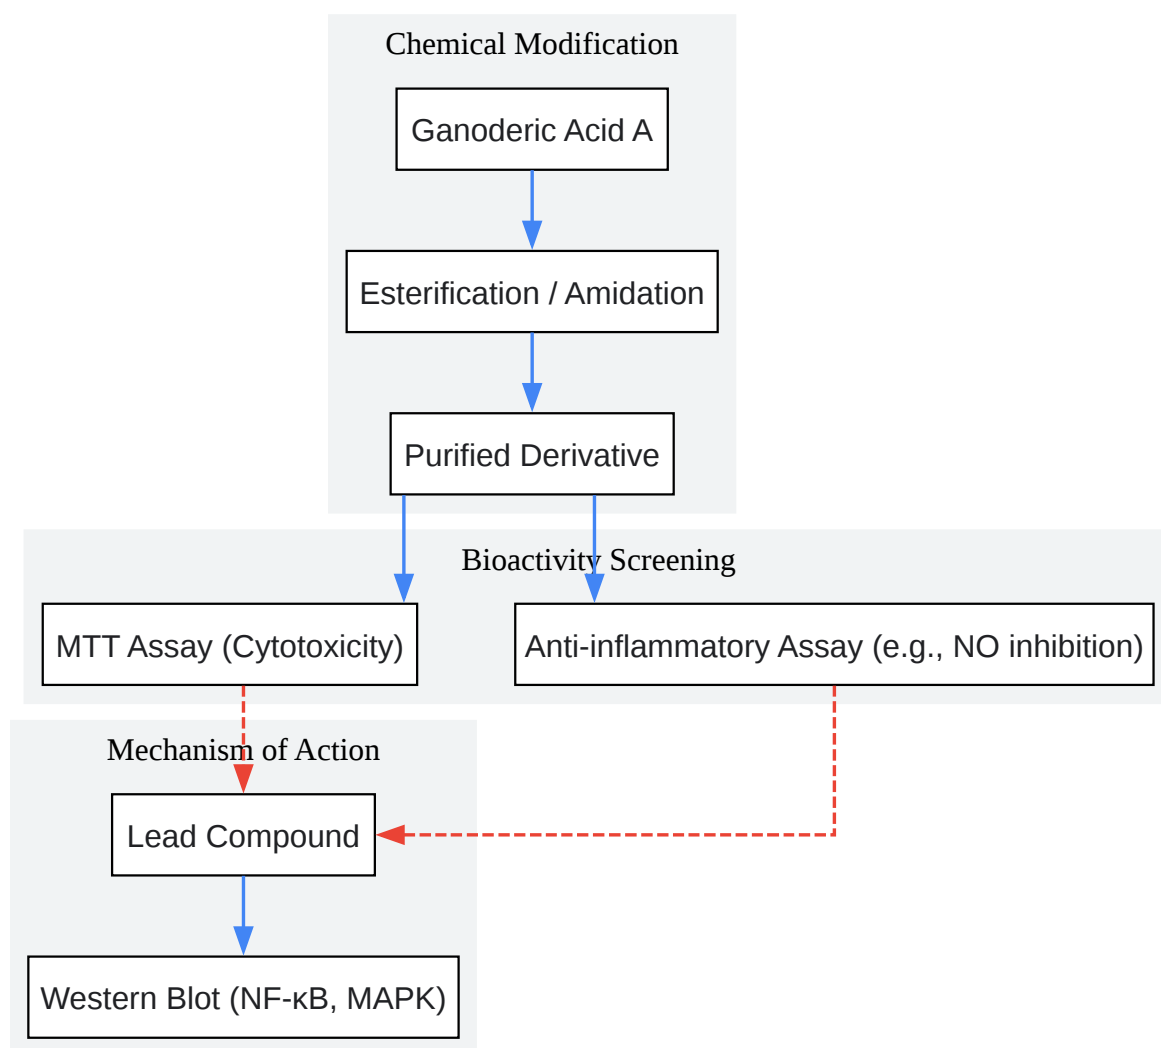 Chemical Modification
Ganoderic Acid A
Esterification / Amidation
Purified Derivative
Bioactivity Screening
MTT Assay (Cytotoxicity)
Anti-inflammatory Assay (e.g., NO inhibition)
Mechanism of Action
Lead Compound
Western Blot (NF-κB, MAPK)